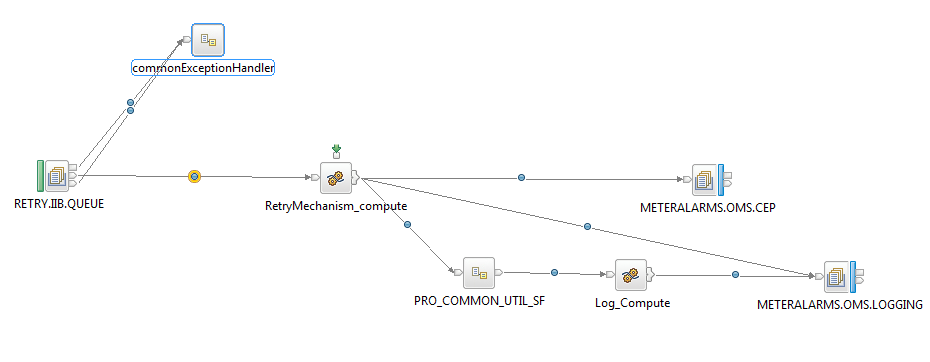 commonExceptionHandler
RETRY.IIB.QUEUE
RetryMechanism_compute
METERALARMS.OMS.CEP
PRO_COMMON_UTIL_SF
Log_Compute
METERALARMS.OMS.LOGGING